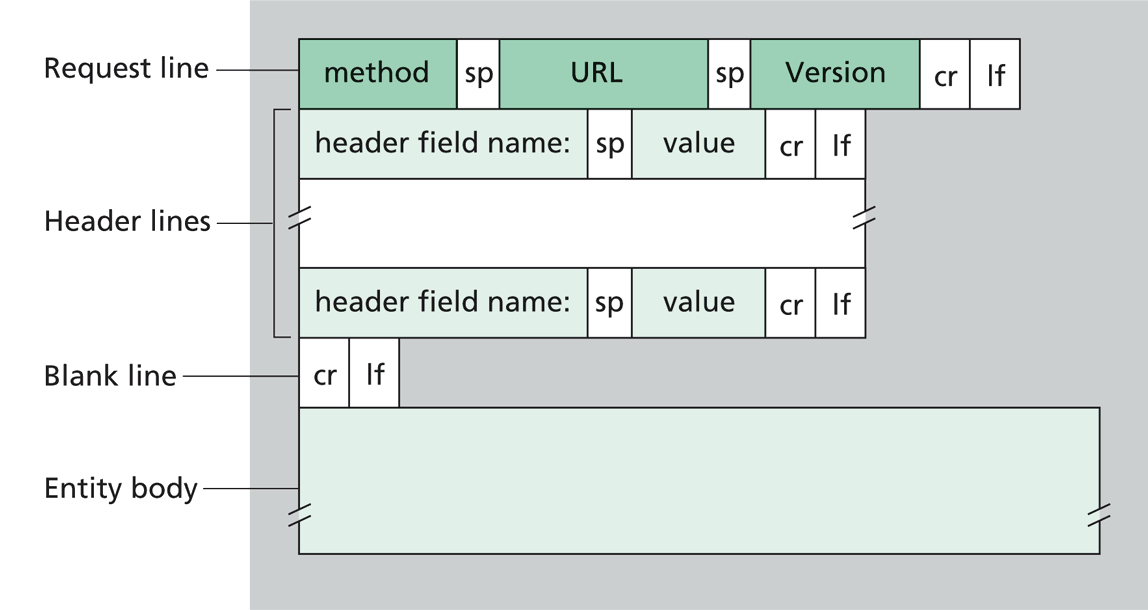 Request line method sp URL sp Version cr lf
header field name: sp value cr lf
Header lines
header field name: sp value cr lf
Blank line cr lf
Entity body